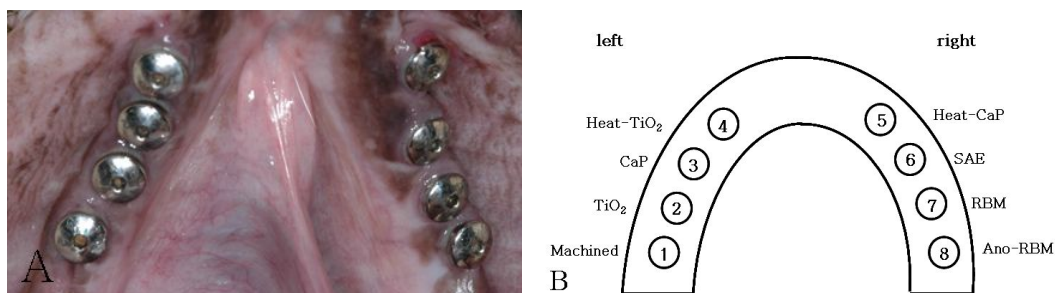 A
left
right
Heat-TiO₂
4
5
Heat-CaP
CaP
3
6
SAE
TiO₂
2
7
RBM
Machined
1
8
Ano-RBM
B